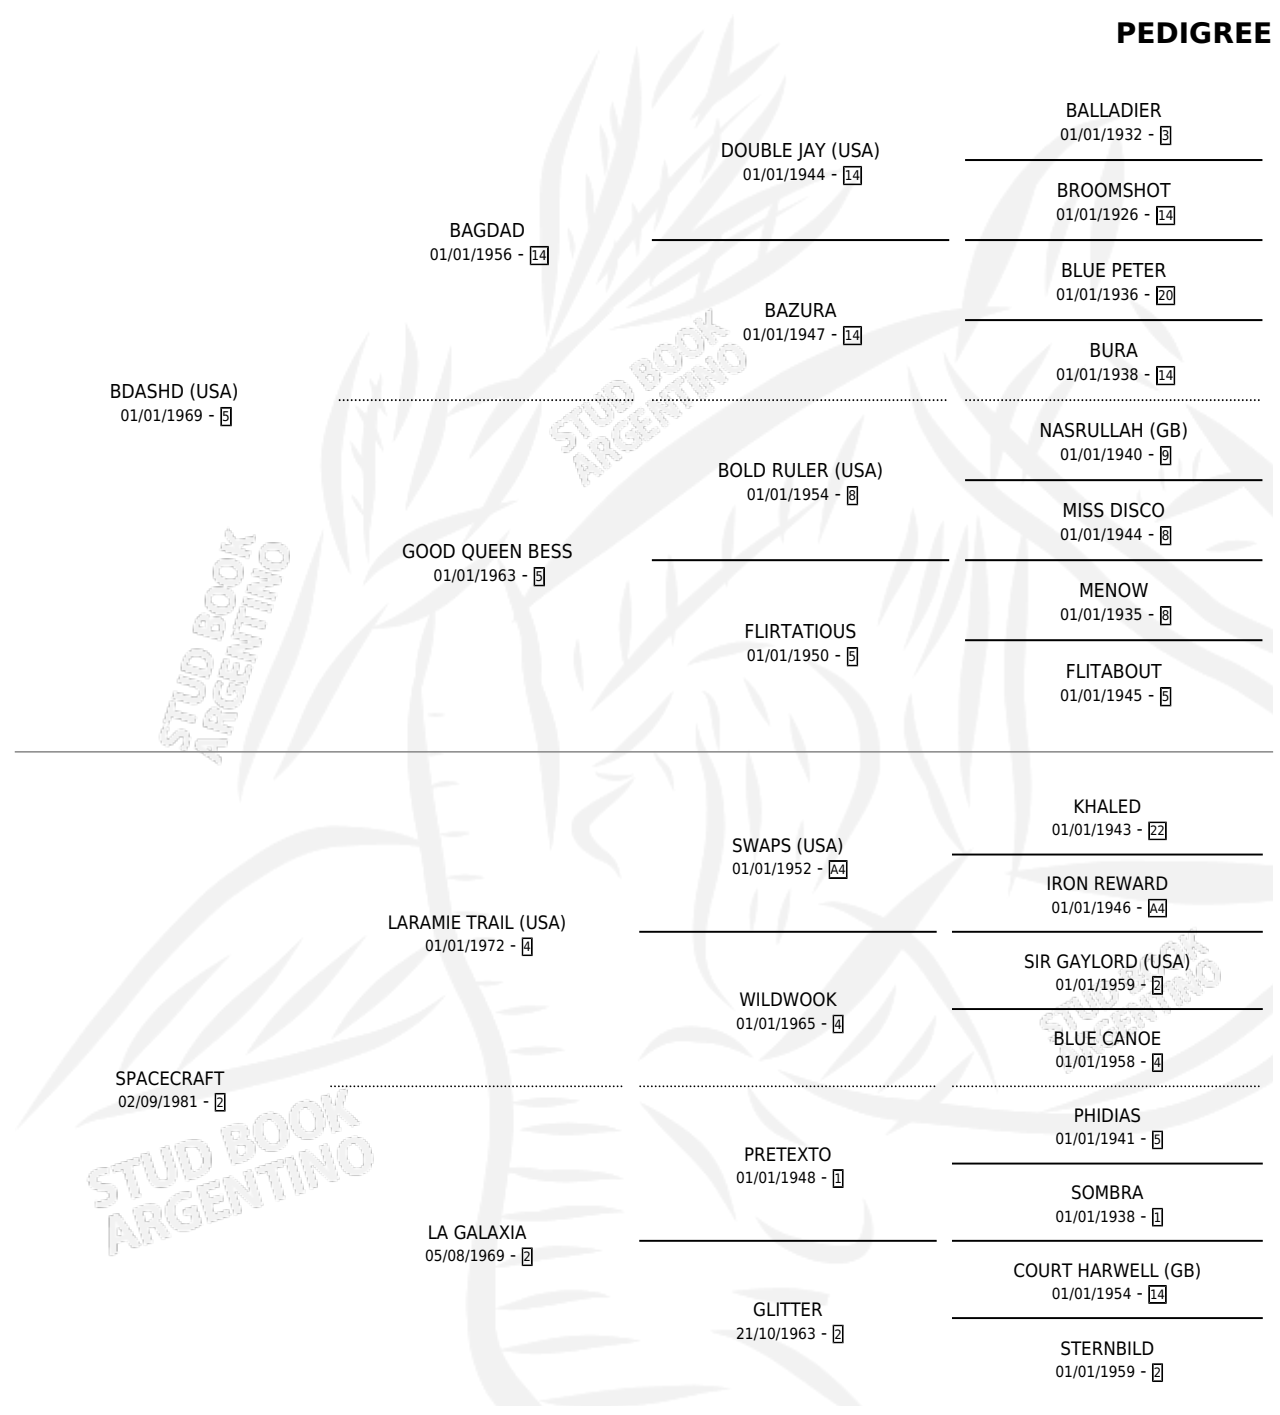 PEDIGREE
BALLADIER
01/01/1932 - 3
DOUBLE JAY (USA)
01/01/1944 - 14
BROOMSHOT
01/01/1926 - 14
BAGDAD
01/01/1956 - 14
BLUE PETER
01/01/1936 - 20
BAZURA
01/01/1947 - 14
BURA
01/01/1938 - 14
BDASHD (USA)
01/01/1969 - 5
NASRULLAH (GB)
01/01/1940 - 9
BOLD RULER (USA)
01/01/1954 - 8
MISS DISCO
01/01/1944 - 8
GOOD QUEEN BESS
01/01/1963 - 5
MENOW
01/01/1935 - 8
FLIRTATIOUS
01/01/1950 - 5
FLITABOUT
01/01/1945 - 5
KHALED
01/01/1943 - 22
SWAPS (USA)
01/01/1952 - A4
IRON REWARD
01/01/1946 - A4
LARAMIE TRAIL (USA)
01/01/1972 - 4
SIR GAYLORD (USA)
01/01/1959 - 2
WILDWOOK
01/01/1965 - 4
BLUE CANOE
01/01/1958 - 4
SPACECRAFT
02/09/1981 - 2
PHIDIAS
01/01/1941 - 5
PRETEXTO
01/01/1948 - 1
SOMBRA
01/01/1938 - 1
LA GALAXIA
05/08/1969 - 2
COURT HARWELL (GB)
01/01/1954 - 14
GLITTER
21/10/1963 - 2
STERNBILD
01/01/1959 - 2
STUD BOOK
ARGENTINO
STUD BOOK
ARGENTINO
STUD BOOK
ARGENTINO
STUD BOOK
ARGENTINO